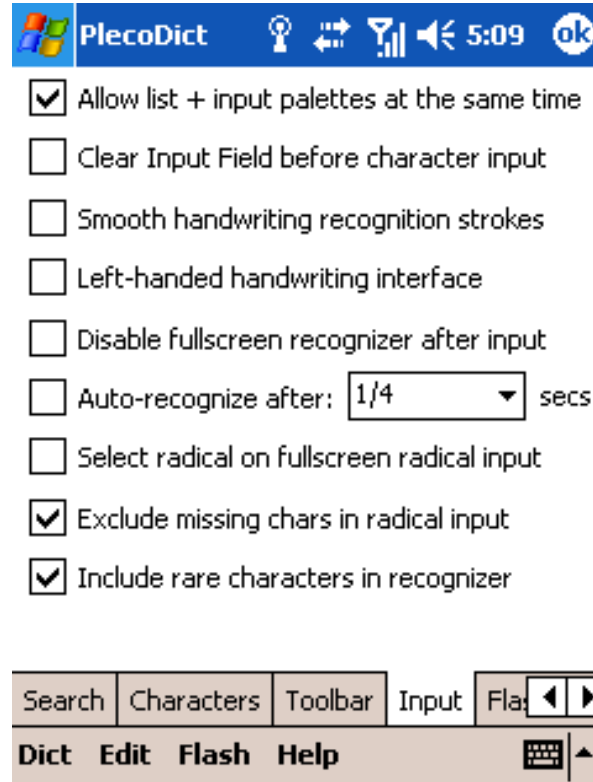 PlecoDict 5:09 ok
Allow list + input palettes at the same time
Clear Input Field before character input
Smooth handwriting recognition strokes
Left-handed handwriting interface
Disable fullscreen recognizer after input
Auto-recognize after: 1/4 secs
Select radical on fullscreen radical input
Exclude missing chars in radical input
Include rare characters in recognizer
Search Characters Toolbar Input Fla
Dict Edit Flash Help